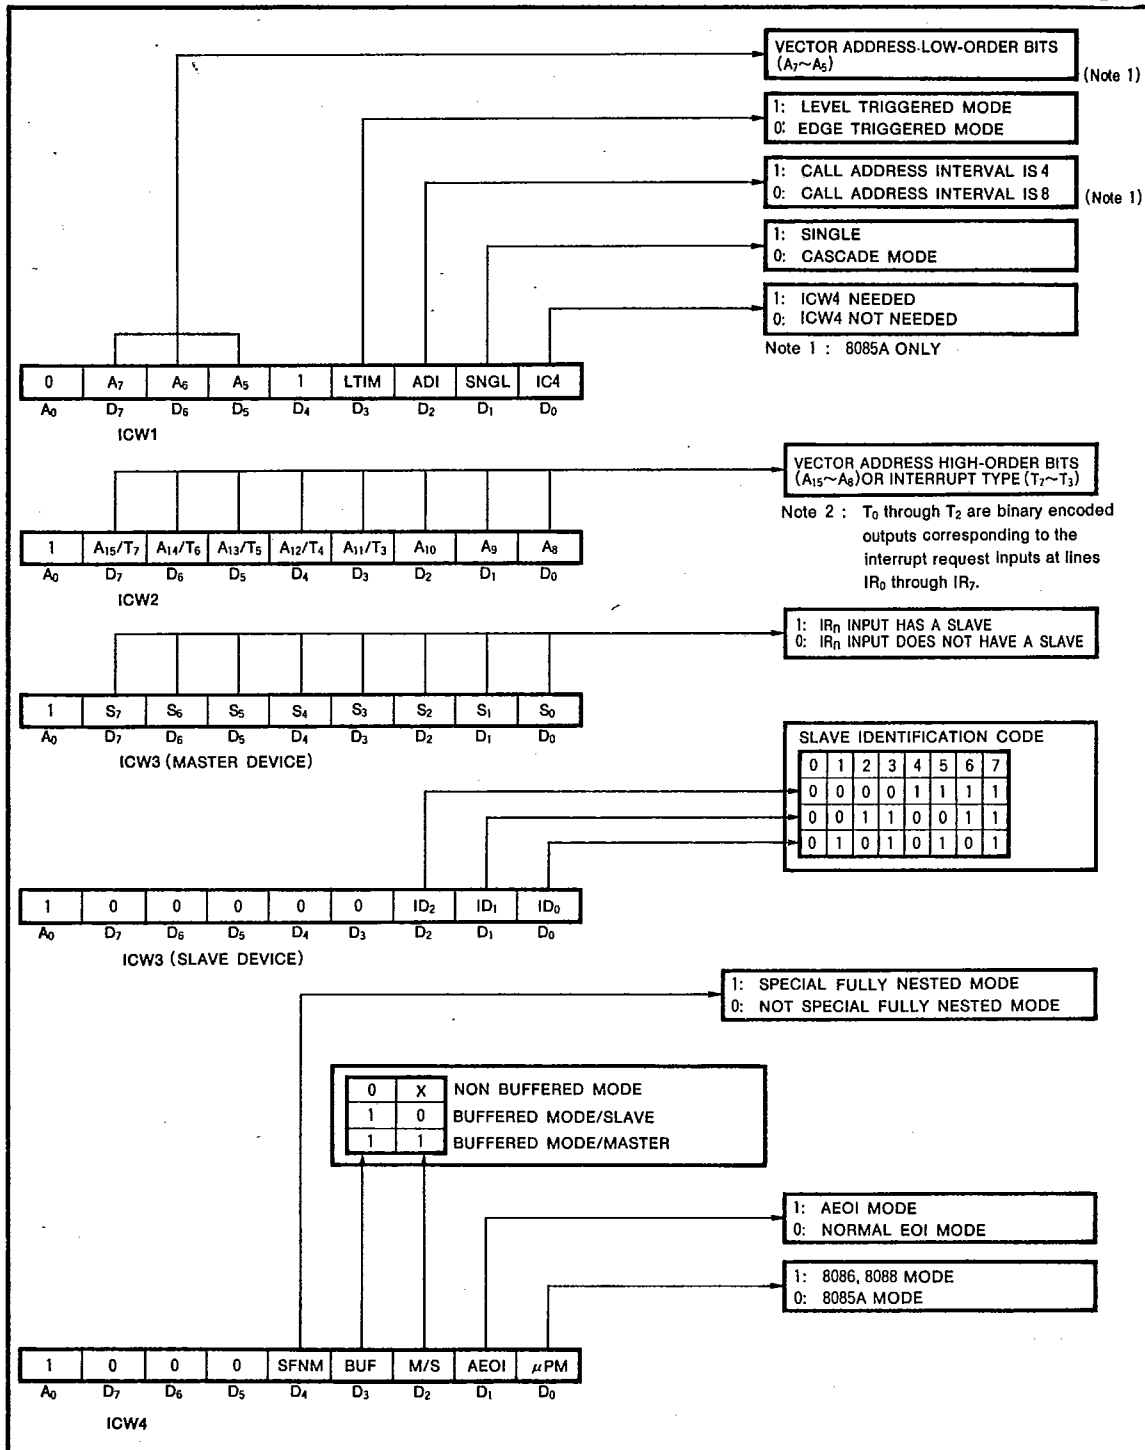 VECTOR ADDRESS LOW-ORDER BITS
(A₇~A₅)
(Note 1)
1: LEVEL TRIGGERED MODE
0: EDGE TRIGGERED MODE
1: CALL ADDRESS INTERVAL IS 4
0: CALL ADDRESS INTERVAL IS 8
(Note 1)
1: SINGLE
0: CASCADE MODE
1: ICW4 NEEDED
0: ICW4 NOT NEEDED
Note 1 : 8085A ONLY
0 A₇ A₆ A₅ 1 LTIM ADI SNGL IC4
A₀ D₇ D₆ D₅ D₄ D₃ D₂ D₁ D₀
ICW1
VECTOR ADDRESS HIGH-ORDER BITS
(A₁₅~A₈) OR INTERRUPT TYPE (T₇~T₃)
Note 2 : T₀ through T₂ are binary encoded
outputs corresponding to the
interrupt request inputs at lines
IR₀ through IR₇.
1 A₁₅/T₇ A₁₄/T₆ A₁₃/T₅ A₁₂/T₄ A₁₁/T₃ A₁₀ A₉ A₈
A₀ D₇ D₆ D₅ D₄ D₃ D₂ D₁ D₀
ICW2
1: IRn INPUT HAS A SLAVE
0: IRn INPUT DOES NOT HAVE A SLAVE
1 S₇ S₆ S₅ S₄ S₃ S₂ S₁ S₀
A₀ D₇ D₆ D₅ D₄ D₃ D₂ D₁ D₀
ICW3 (MASTER DEVICE)
SLAVE IDENTIFICATION CODE
0 1 2 3 4 5 6 7
0 0 0 0 1 1 1 1
0 0 1 1 0 0 1 1
0 1 0 1 0 1 0 1
1 0 0 0 0 0 ID₂ ID₁ ID₀
A₀ D₇ D₆ D₅ D₄ D₃ D₂ D₁ D₀
ICW3 (SLAVE DEVICE)
1: SPECIAL FULLY NESTED MODE
0: NOT SPECIAL FULLY NESTED MODE
0 X NON BUFFERED MODE
1 0 BUFFERED MODE/SLAVE
1 1 BUFFERED MODE/MASTER
1: AEOI MODE
0: NORMAL EOI MODE
1: 8086, 8088 MODE
0: 8085A MODE
1 0 0 0 SFNM BUF M/S AEOI μPM
A₀ D₇ D₆ D₅ D₄ D₃ D₂ D₁ D₀
ICW4